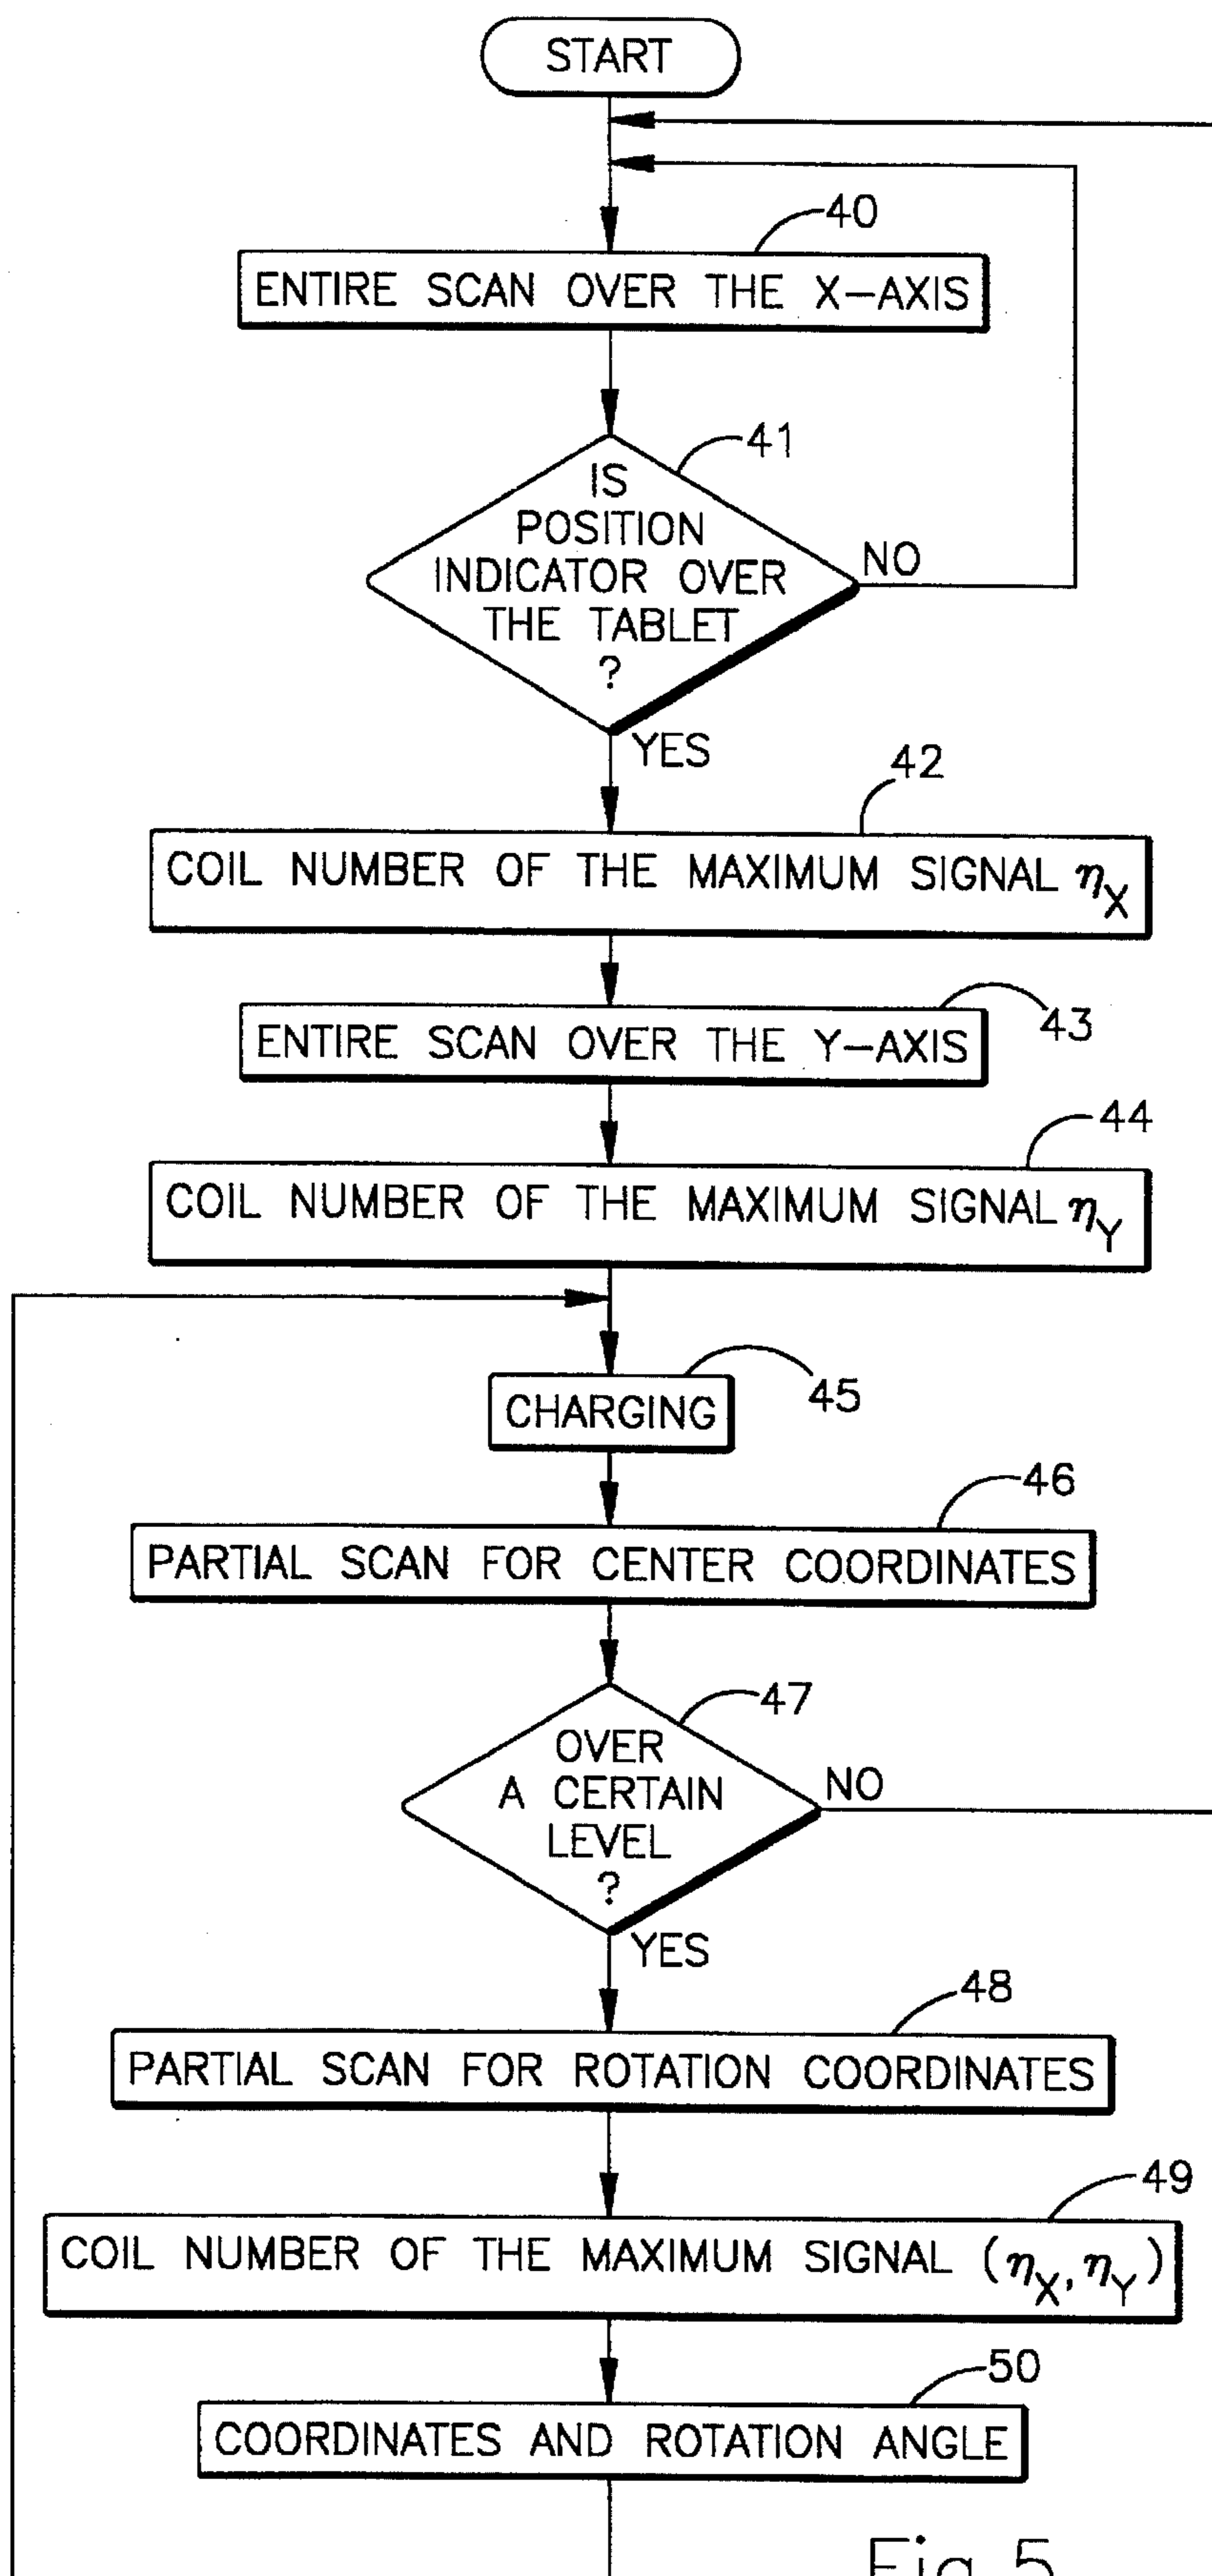 START
40
ENTIRE SCAN OVER THE X-AXIS
41
IS
POSITION
INDICATOR OVER
THE TABLET
?
NO
YES
42
COIL NUMBER OF THE MAXIMUM SIGNAL ηX
43
ENTIRE SCAN OVER THE Y-AXIS
44
COIL NUMBER OF THE MAXIMUM SIGNAL ηY
45
CHARGING
46
PARTIAL SCAN FOR CENTER COORDINATES
47
OVER
A CERTAIN
LEVEL
?
NO
YES
48
PARTIAL SCAN FOR ROTATION COORDINATES
49
COIL NUMBER OF THE MAXIMUM SIGNAL (ηX, ηY)
50
COORDINATES AND ROTATION ANGLE
Fig.5